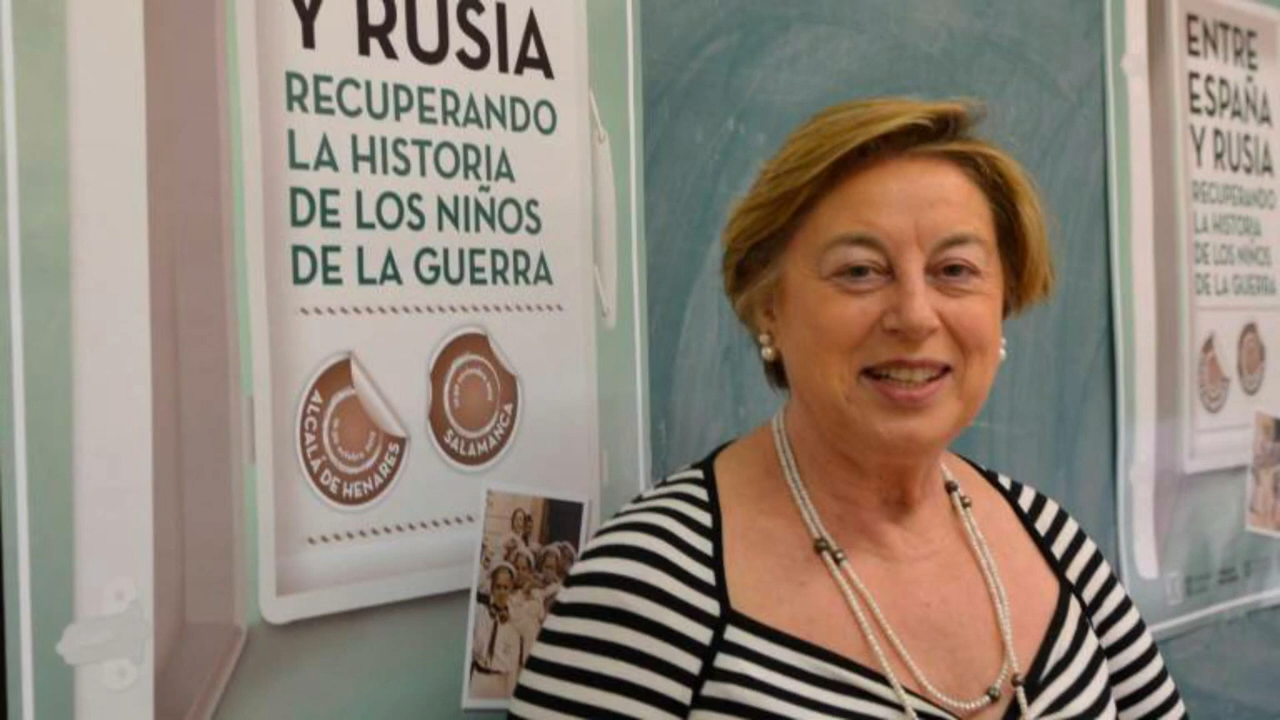 Y RUSIA
RECUPERANDO
LA HISTORIA
DE LOS NIÑOS
DE LA GUERRA
ALCALÁ DE HENARES
SALAMANCA
ENTRE
ESPAÑA
Y RUSIA
RECUPERANDO
LA HISTORIA
DE LOS NIÑOS
DE LA GUERRA